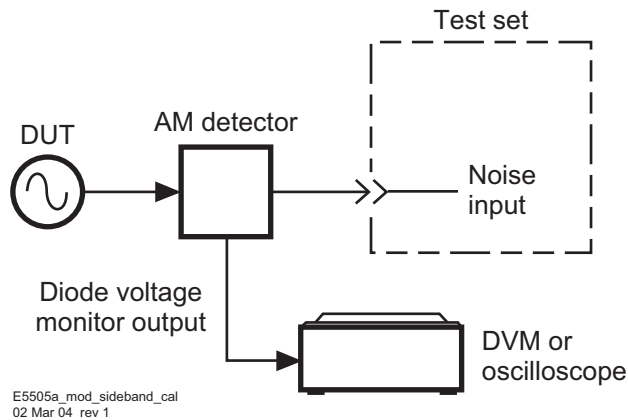 Test set
DUT
AM detector
Noise
input
Diode voltage
monitor output
DVM or
oscilloscope
E5505a_mod_sideband_cal
02 Mar 04 rev 1